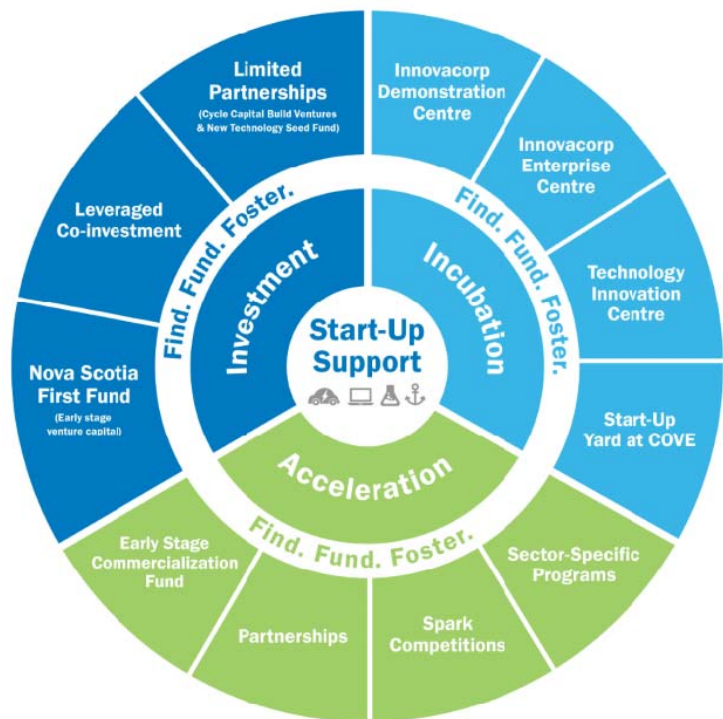 Start-Up
Support
Investment
Find. Fund. Foster.
Limited
Partnerships
(Cycle Capital Build Ventures
& New Technology Seed Fund)
Leveraged
Co-investment
Nova Scotia
First Fund
(Early stage
venture capital)
Incubation
Find. Fund. Foster.
Innovacorp
Demonstration
Centre
Innovacorp
Enterprise
Centre
Technology
Innovation
Centre
Start-Up
Yard at COVE
Acceleration
Find. Fund. Foster.
Early Stage
Commercialization
Fund
Partnerships
Spark
Competitions
Sector-Specific
Programs